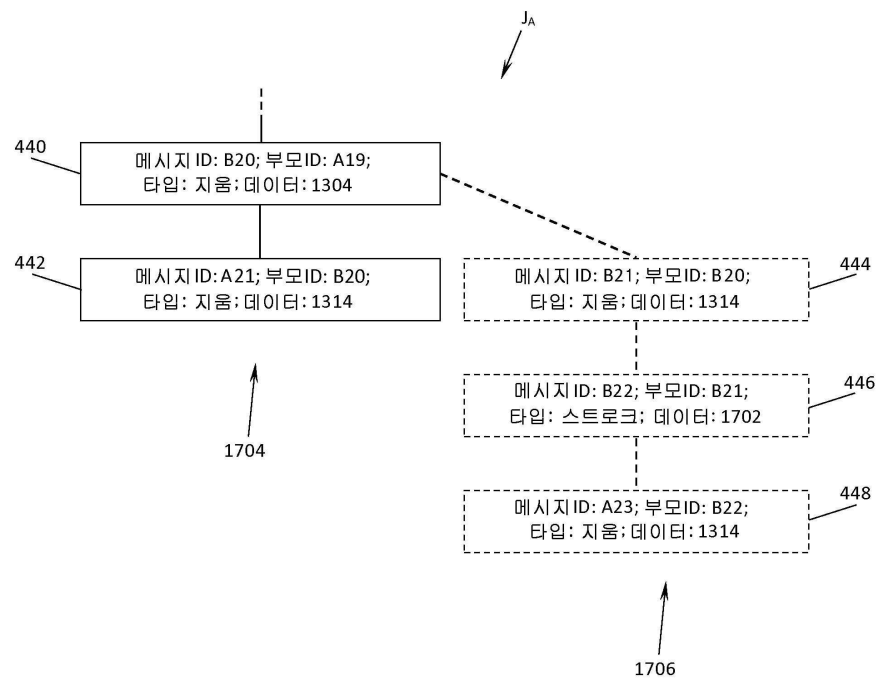 J_A
440
메시지 ID: B20; 부모ID: A19;
타입: 지움; 데이터: 1304
442
메시지 ID: A21; 부모ID: B20;
타입: 지움; 데이터: 1314
444
메시지 ID: B21; 부모ID: B20;
타입: 지움; 데이터: 1314
446
메시지 ID: B22; 부모ID: B21;
타입: 스트로크; 데이터: 1702
448
메시지 ID: A23; 부모ID: B22;
타입: 지움; 데이터: 1314
1704
1706